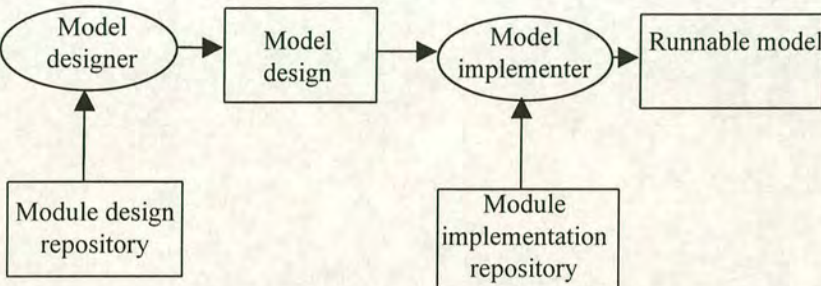 Model
designer
Model
design
Model
implementer
Runnable model
Module design
repository
Module
implementation
repository